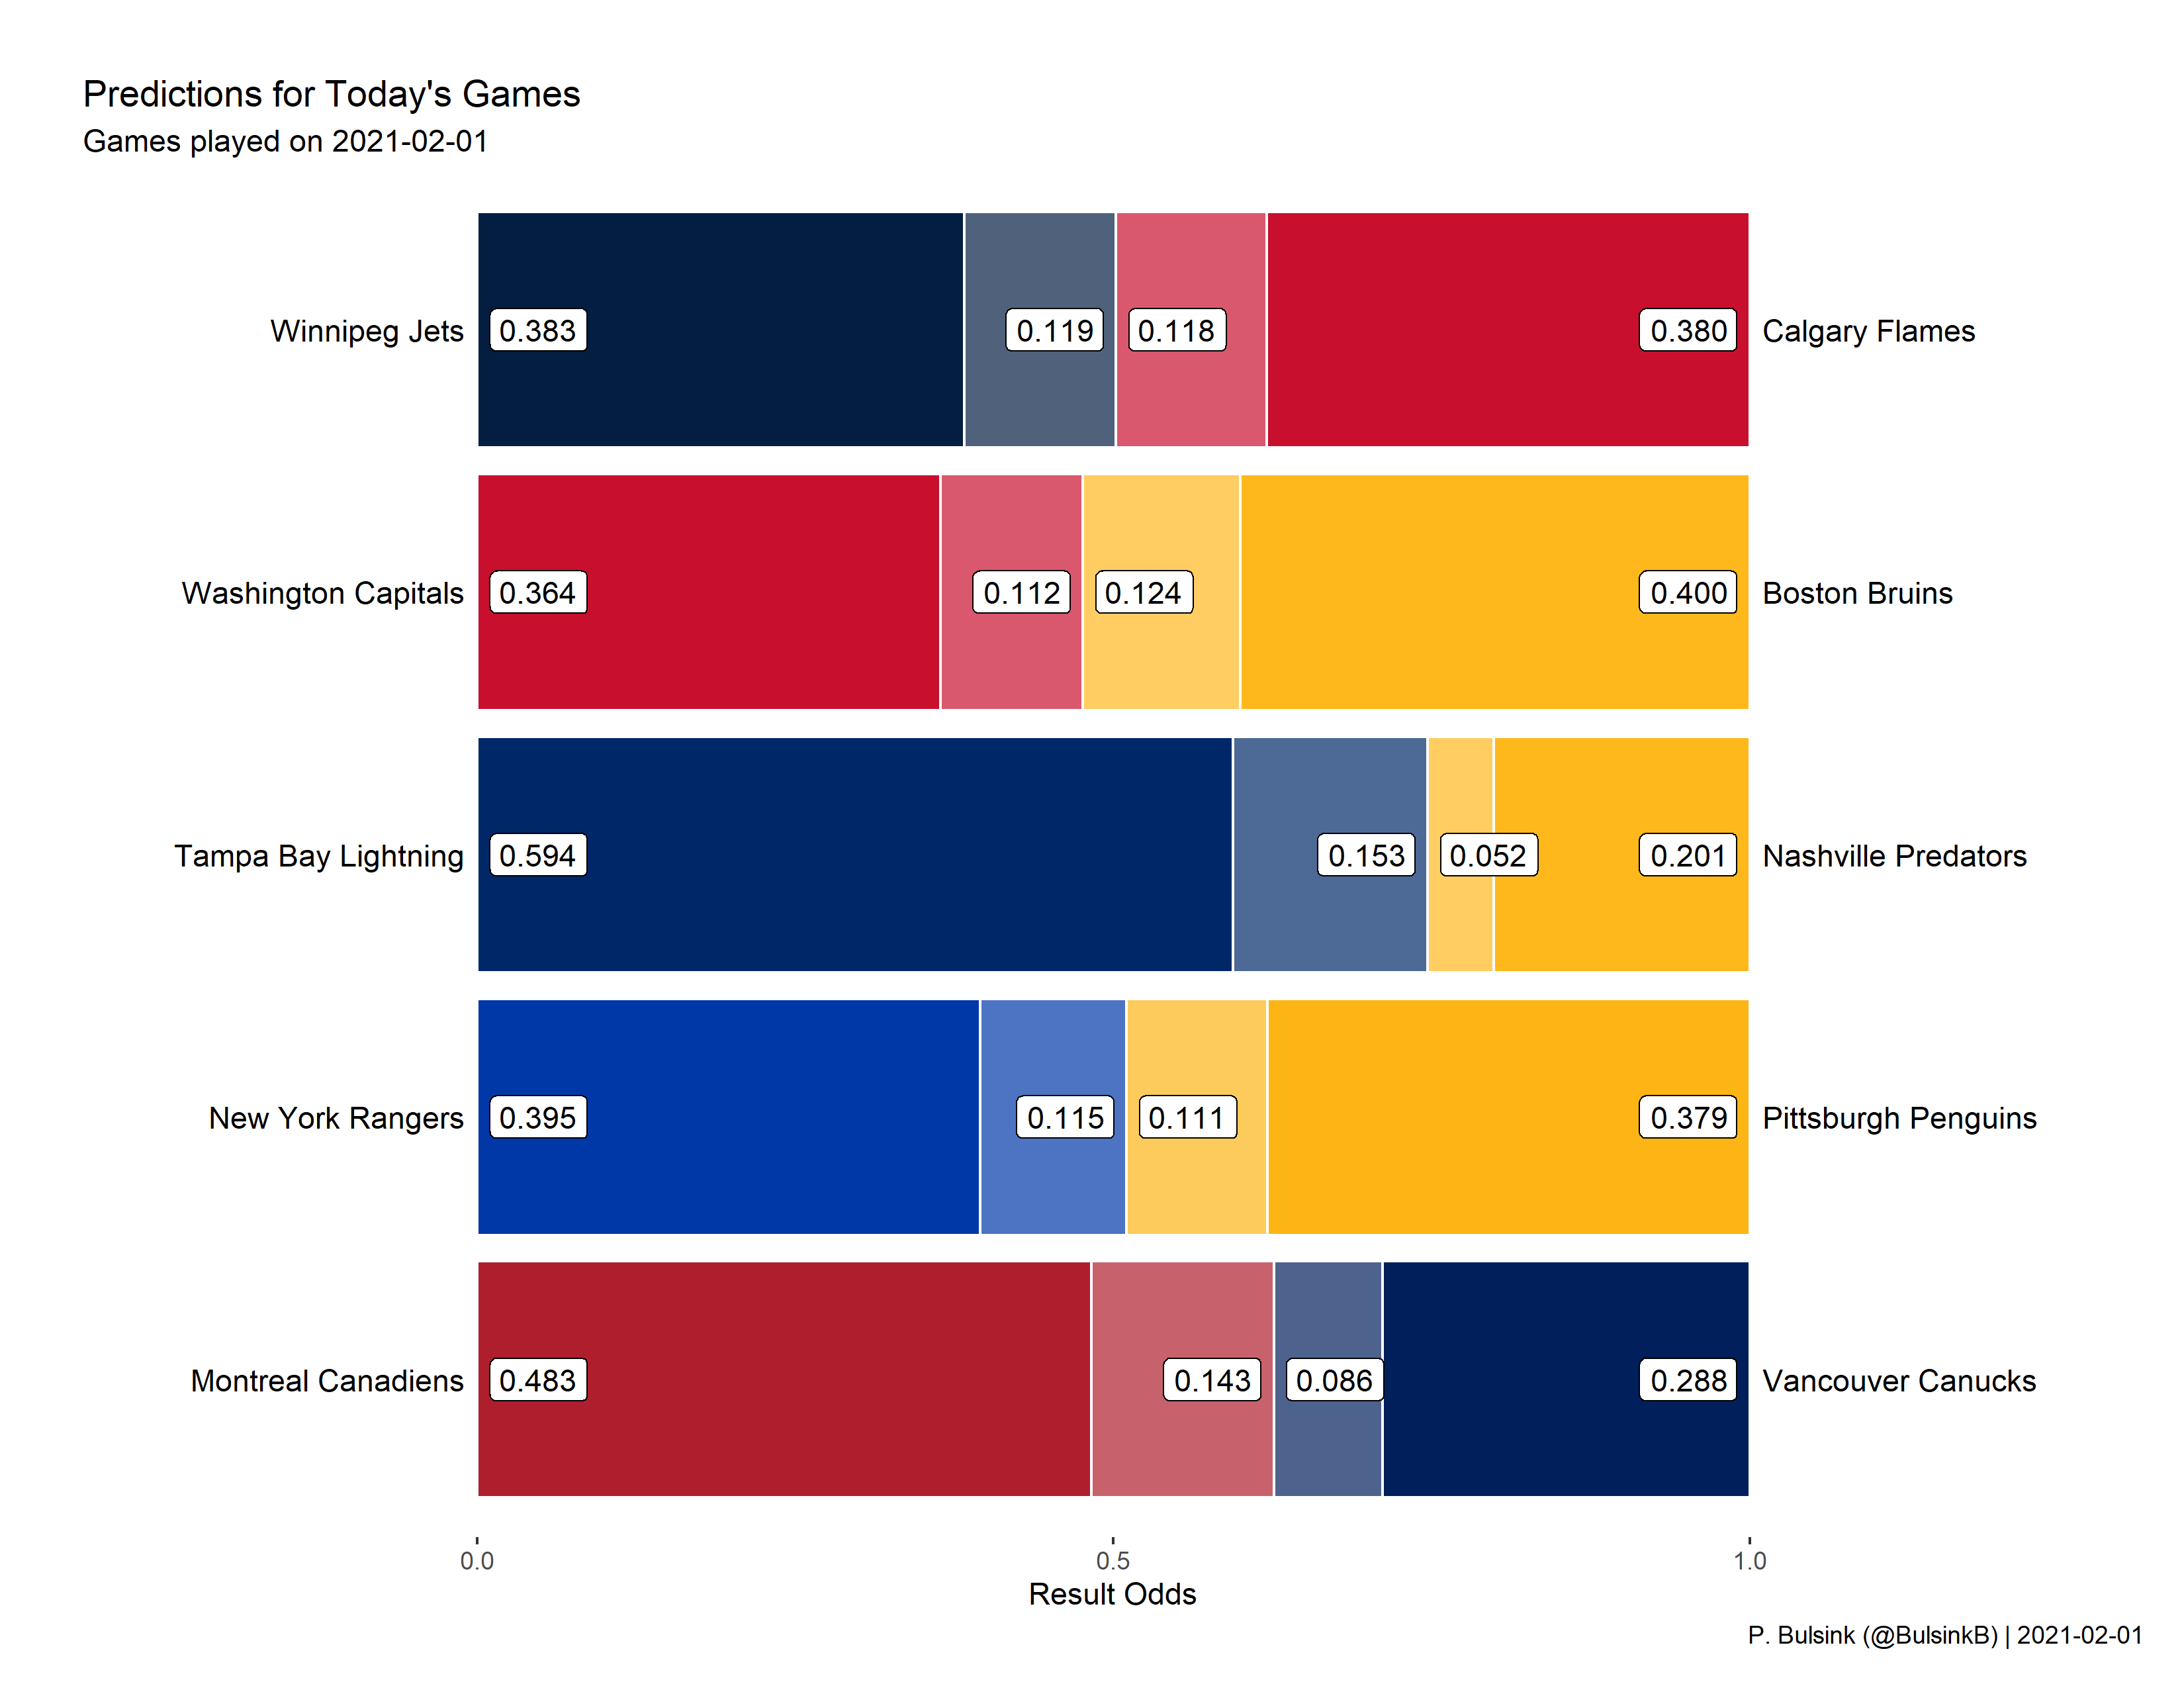 Predictions for Today's Games
Games played on 2021-02-01
Winnipeg Jets 0.383 0.119 0.118 0.380 Calgary Flames
Washington Capitals 0.364 0.112 0.124 0.400 Boston Bruins
Tampa Bay Lightning 0.594 0.153 0.052 0.201 Nashville Predators
New York Rangers 0.395 0.115 0.111 0.379 Pittsburgh Penguins
Montreal Canadiens 0.483 0.143 0.086 0.288 Vancouver Canucks
0.0 0.5 1.0
Result Odds
P. Bulsink (@BulsinkB) | 2021-02-01